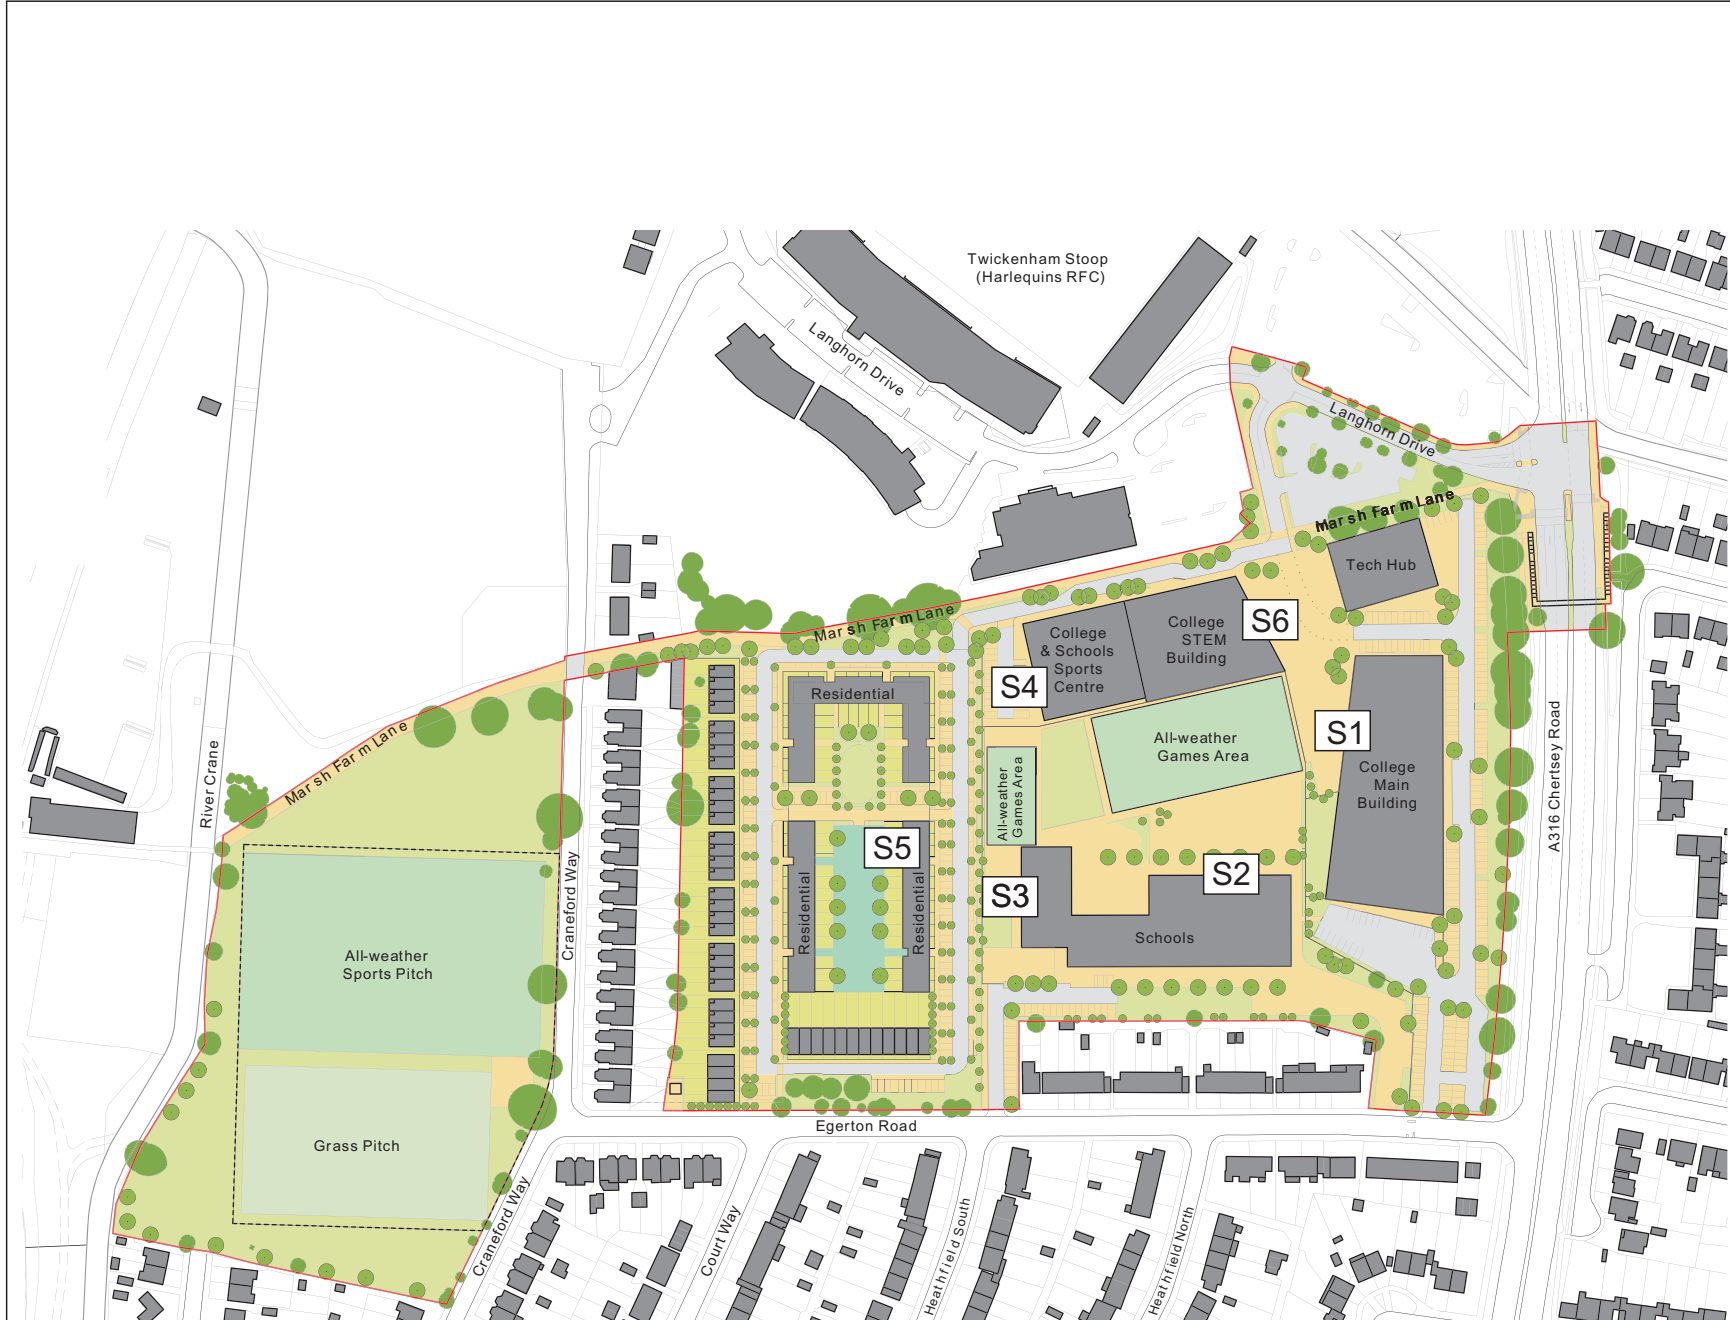 Twickenham Stoop
(Harlequins RFC)
Langhorn Drive
Langhorn Drive
Marsh Farm Lane
Tech Hub
Marsh Farm Lane
S6
College
STEM
Building
College
& Schools
Sports
Centre
S4
Residential
S1
Marsh Farm Lane
River Crane
All-weather
Games Area
A316 Chertsey Road
College
Main
Building
All-weather
Games Area
S5
S2
S3
Craneford Way
Residential
Residential
Schools
All-weather
Sports Pitch
Egerton Road
Grass Pitch
Craneford Way
Court Way
Heathfield South
Heathfield North